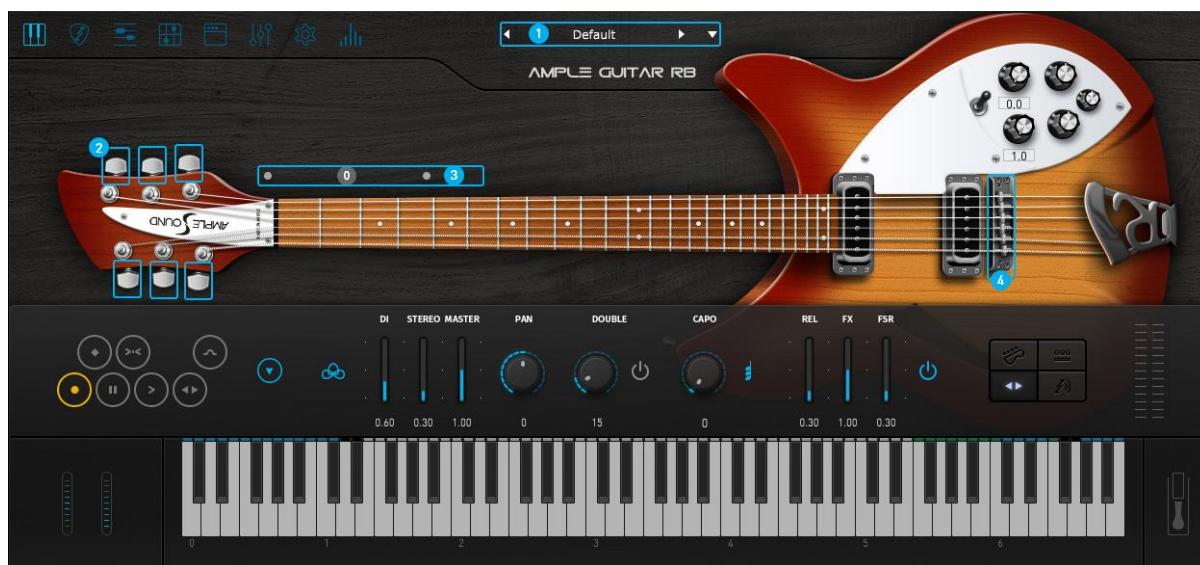 1 Default
AMPLE GUITAR RB
0.0
2
0 3
1.0
AMPLE SOUND
4
DI STEREO MASTER PAN DOUBLE CAPO REL FX FSR
0.60 0.30 1.00 0 15 0 0.30 1.00 0.30
0 1 2 3 4 5 6